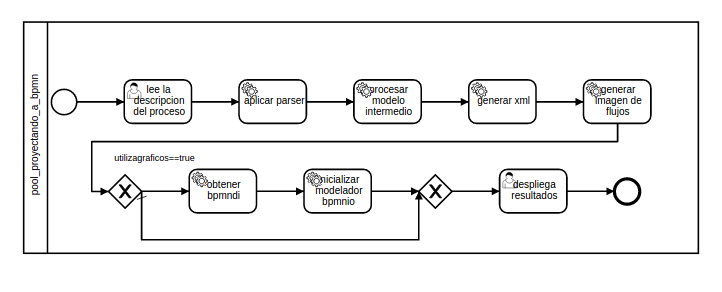 pool_proyectando_a_bpmn
lee la
descripcion
del proceso
aplicar parser
procesar
modelo
intermedio
generar xml
generar
imagen de
flujos
utilizagraficos==true
obtener
bpmndi
inicializar
modelador
bpmnio
despliega
resultados